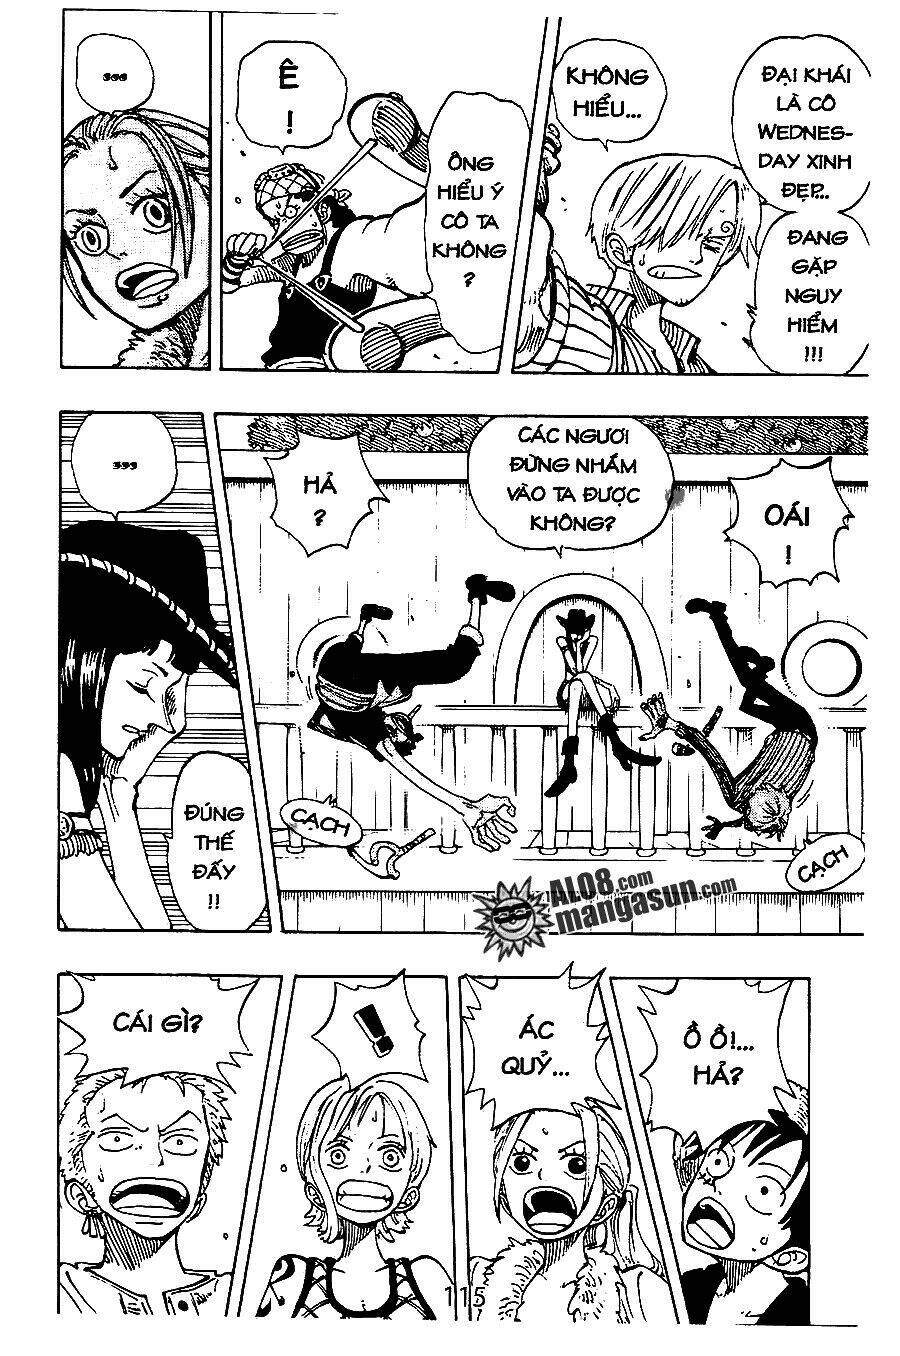 ...
Ê
!
ÔNG
HIỂU Ý
CÔ TA
KHÔNG
?
KHÔNG
HIỂU...
ĐẠI KHÁI
LÀ CÔ
WEDNES-
DAY XINH
ĐẸP...
ĐANG
GẶP
NGUY
HIỂM
!!!
...
ĐÚNG
THẾ
ĐẤY
!!
HẢ
?
CÁC NGƯƠI
ĐỪNG NHẮM
VÀO TA ĐƯỢC
KHÔNG?
OÁI
!
CẠCH
CẠCH
ALO8.com
mangasun.com
CÁI GÌ?
!!
ÁC
QUỶ...
Ồ Ồ!...
HẢ?
115